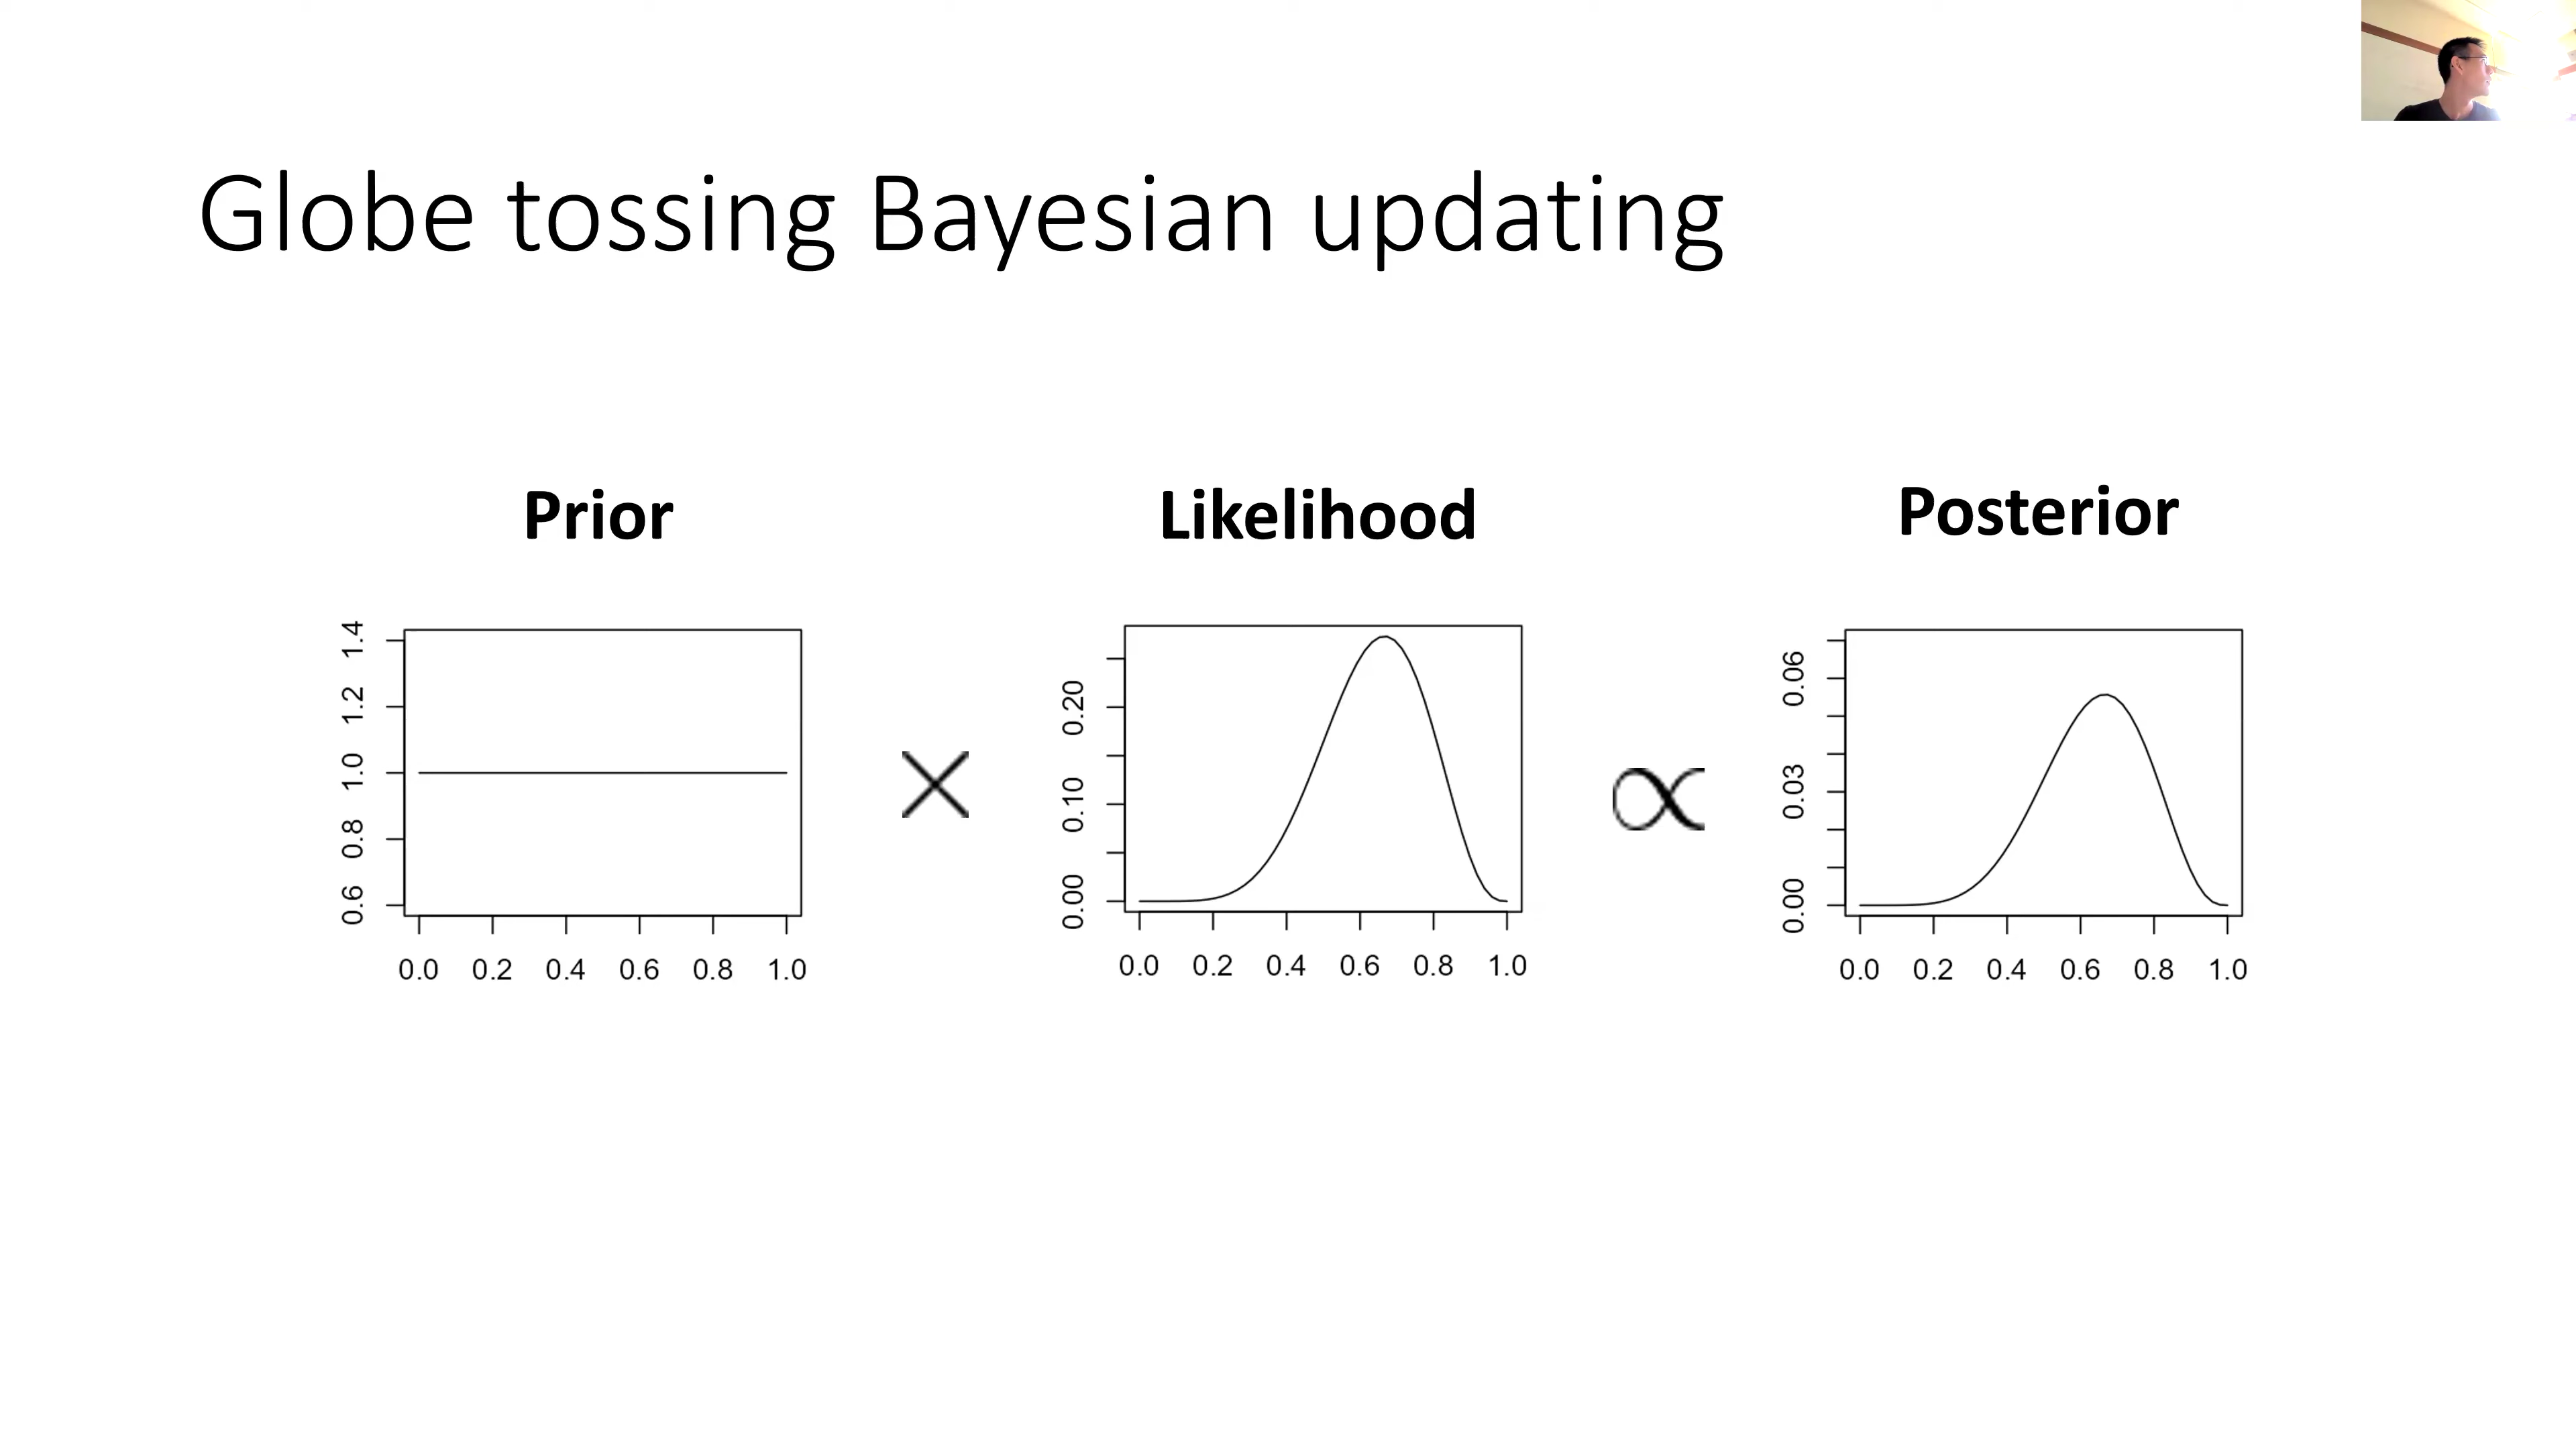 Globe tossing Bayesian updating
Prior
Likelihood
Posterior
1.4
1.2
1.0
0.8
0.6
0.0 0.2 0.4 0.6 0.8 1.0
×
0.20
0.10
0.00
0.0 0.2 0.4 0.6 0.8 1.0
∝
0.06
0.03
0.00
0.0 0.2 0.4 0.6 0.8 1.0